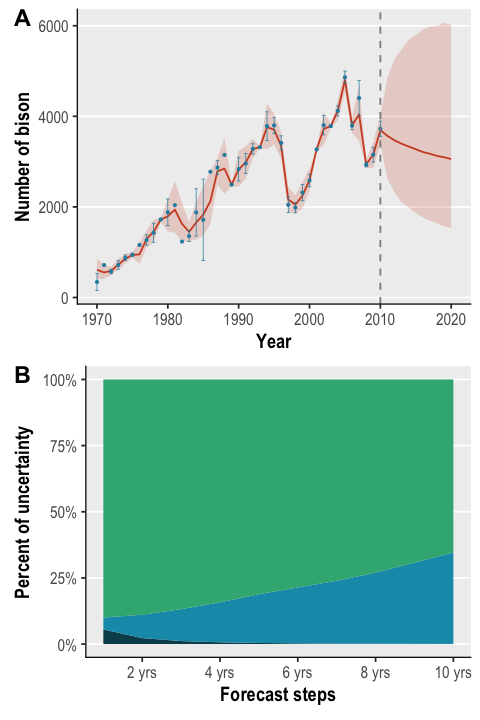 A
Number of bison
6000
4000
2000
0
1970 1980 1990 2000 2010 2020
Year
B
Percent of uncertainty
100%
75%
50%
25%
0%
2 yrs 4 yrs 6 yrs 8 yrs 10 yrs
Forecast steps